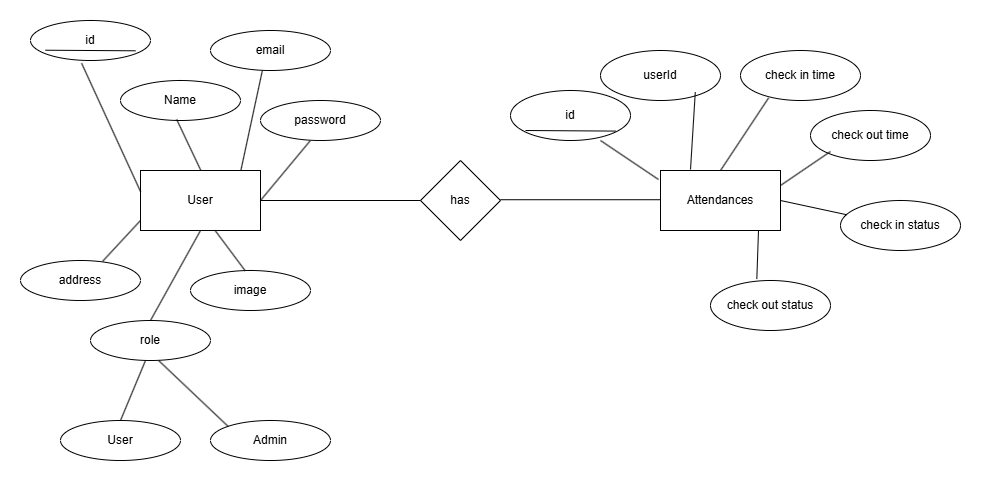 id
email
Name
password
User
address
image
role
User
Admin
has
userId
check in time
id
check out time
Attendances
check in status
check out status